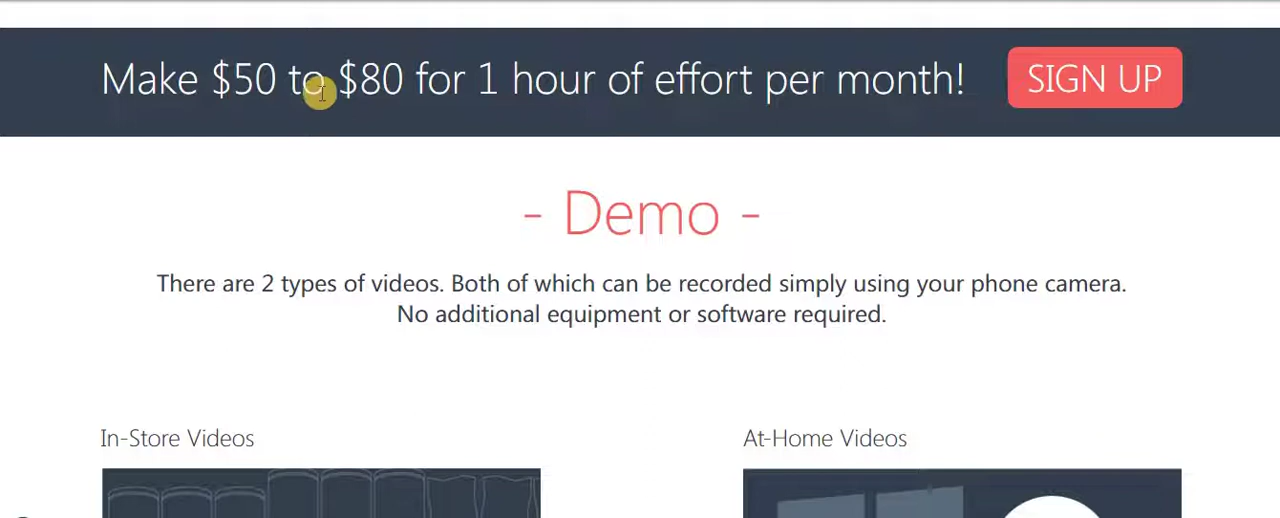 Make $50 to $80 for 1 hour of effort per month!
SIGN UP
- Demo -
There are 2 types of videos. Both of which can be recorded simply using your phone camera.
No additional equipment or software required.
In-Store Videos
At-Home Videos